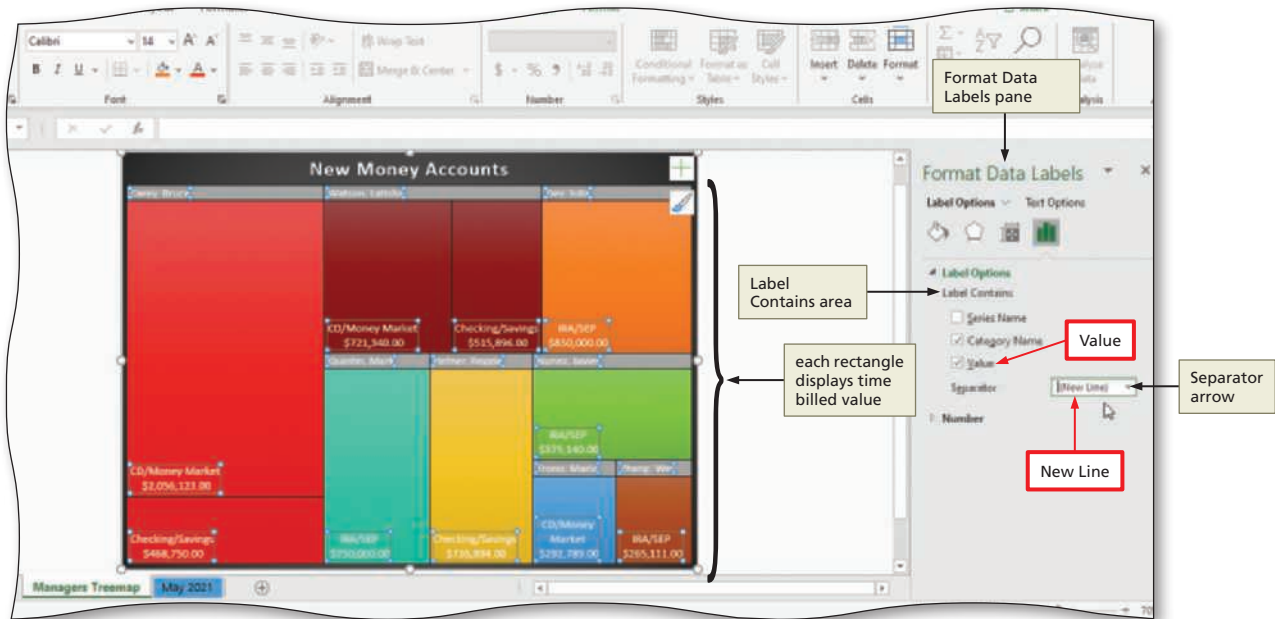 Calibri
14
Wrap Text
Merge & Center
Conditional Formatting
Format as Table
Cell Styles
Insert
Delete
Format
B I U
$ % 9
Font
Alignment
Number
Styles
Cells
Format Data
Labels pane
fx
New Money Accounts
CD/Money Market
$721,340.00
Checking/Savings
$515,896.00
IRA/SEP
$850,000.00
IRA/SEP
$375,140.00
CD/Money Market
$2,056,123.00
Checking/Savings
$468,750.00
IRA/SEP
$750,000.00
Checking/Savings
CD/Money
Market
$292,789.00
IRA/SEP
$265,111.00
Managers Treemap
May 2021
Format Data Labels
Label Options
Text Options
Label Options
Label Contains
Series Name
Category Name
Value
Separator
(New Line)
Number
Label
Contains area
each rectangle
displays time
billed value
Value
Separator
arrow
New Line